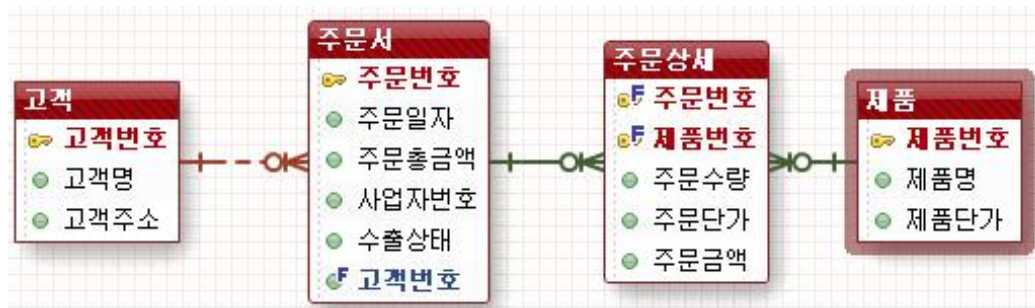 고객
고객번호
고객명
고객주소
주문서
주문번호
주문일자
주문총금액
사업자번호
수출상태
고객번호
주문상세
주문번호
제품번호
주문수량
주문단가
주문금액
제품
제품번호
제품명
제품단가